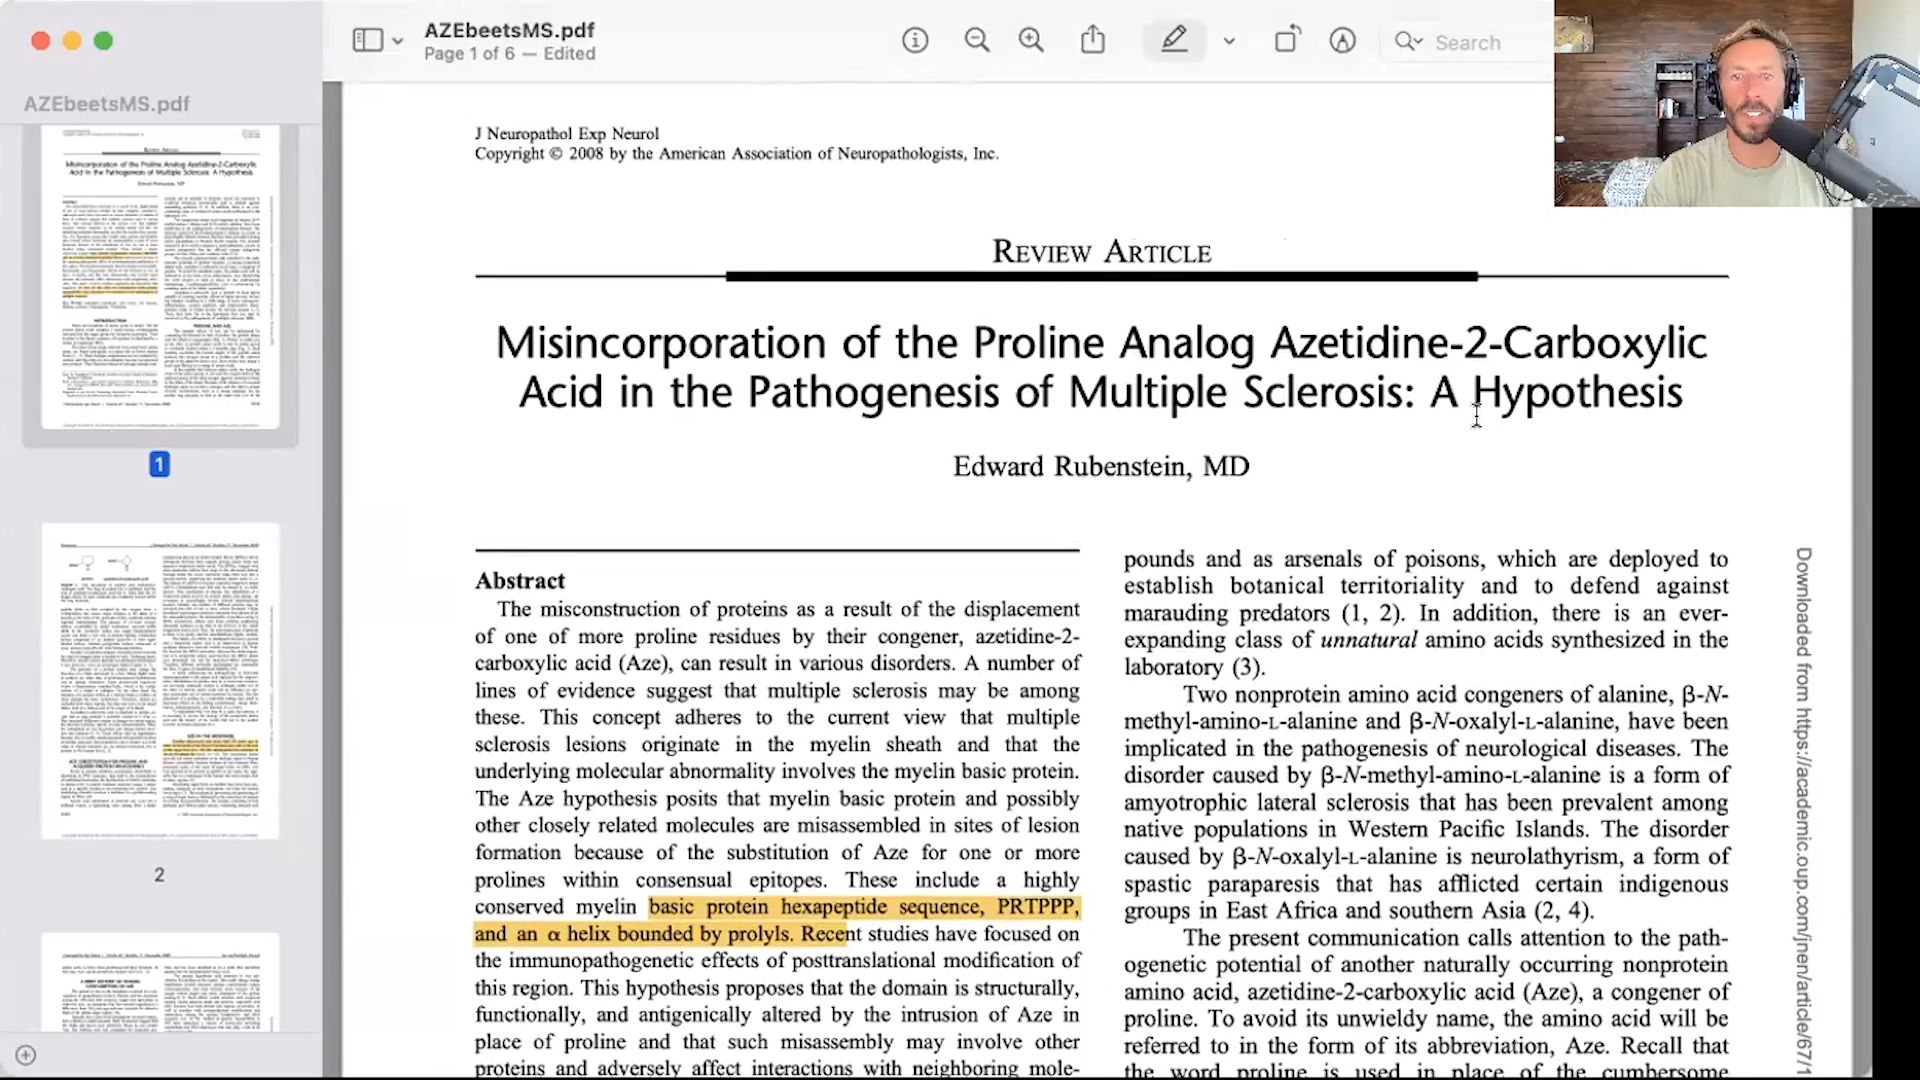 AZEbeetsMS.pdf
Page 1 of 6 — Edited
Search
AZEbeetsMS.pdf
1
2
J Neuropathol Exp Neurol
Copyright © 2008 by the American Association of Neuropathologists, Inc.
REVIEW ARTICLE
Misincorporation of the Proline Analog Azetidine-2-Carboxylic
Acid in the Pathogenesis of Multiple Sclerosis: A Hypothesis
Edward Rubenstein, MD
Abstract
The misconstruction of proteins as a result of the displacement
of one of more proline residues by their congener, azetidine-2-
carboxylic acid (Aze), can result in various disorders. A number of
lines of evidence suggest that multiple sclerosis may be among
these. This concept adheres to the current view that multiple
sclerosis lesions originate in the myelin sheath and that the
underlying molecular abnormality involves the myelin basic protein.
The Aze hypothesis posits that myelin basic protein and possibly
other closely related molecules are misassembled in sites of lesion
formation because of the substitution of Aze for one or more
prolines within consensual epitopes. These include a highly
conserved myelin basic protein hexapeptide sequence, PRTPPP,
and an α helix bounded by prolyls. Recent studies have focused on
the immunopathogenetic effects of posttranslational modification of
this region. This hypothesis proposes that the domain is structurally,
functionally, and antigenically altered by the intrusion of Aze in
place of proline and that such misassembly may involve other
proteins and adversely affect interactions with neighboring mole-
pounds and as arsenals of poisons, which are deployed to
establish botanical territoriality and to defend against
marauding predators (1, 2). In addition, there is an ever-
expanding class of unnatural amino acids synthesized in the
laboratory (3).
Two nonprotein amino acid congeners of alanine, β-N-
methyl-amino-L-alanine and β-N-oxalyl-L-alanine, have been
implicated in the pathogenesis of neurological diseases. The
disorder caused by β-N-methyl-amino-L-alanine is a form of
amyotrophic lateral sclerosis that has been prevalent among
native populations in Western Pacific Islands. The disorder
caused by β-N-oxalyl-L-alanine is neurolathyrism, a form of
spastic paraparesis that has afflicted certain indigenous
groups in East Africa and southern Asia (2, 4).
The present communication calls attention to the path-
ogenetic potential of another naturally occurring nonprotein
amino acid, azetidine-2-carboxylic acid (Aze), a congener of
proline. To avoid its unwieldy name, the amino acid will be
referred to in the form of its abbreviation, Aze. Recall that
the word proline is used in place of the cumbersome
Downloaded from https://academic.oup.com/jnen/article/67/1